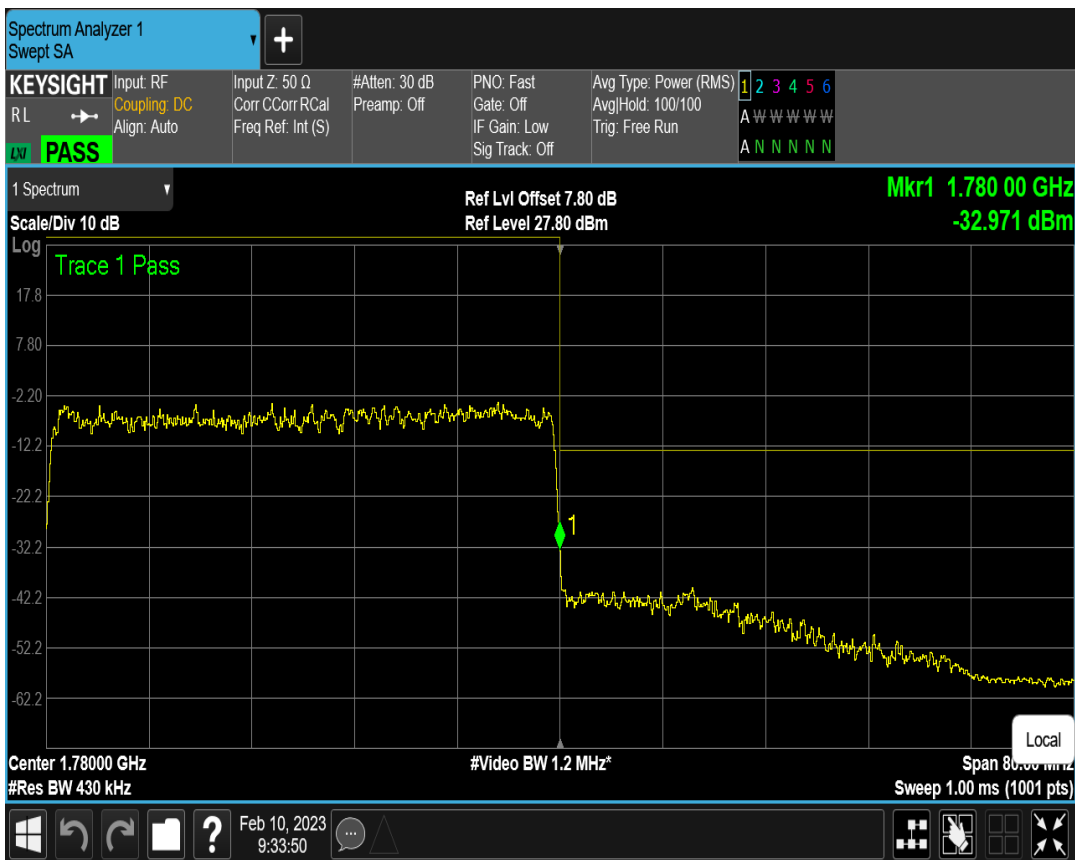 Spectrum Analyzer 1
Swept SA
KEYSIGHT
R L
LXI
PASS
Input: RF
Coupling: DC
Align: Auto
Input Z: 50 Ω
Corr CCorr RCal
Freq Ref: Int (S)
#Atten: 30 dB
Preamp: Off
PNO: Fast
Gate: Off
IF Gain: Low
Sig Track: Off
Avg Type: Power (RMS)
Avg|Hold: 100/100
Trig: Free Run
1 2 3 4 5 6
A W W W W W
A N N N N N
1 Spectrum
Scale/Div 10 dB
Ref Lvl Offset 7.80 dB
Ref Level 27.80 dBm
Mkr1 1.780 00 GHz
-32.971 dBm
Log
Trace 1 Pass
17.8
7.80
-2.20
-12.2
-22.2
1
-32.2
-42.2
-52.2
-62.2
Local
Center 1.78000 GHz
#Res BW 430 kHz
#Video BW 1.2 MHz*
Span 80.00 MHz
Sweep 1.00 ms (1001 pts)
?
Feb 10, 2023
9:33:50